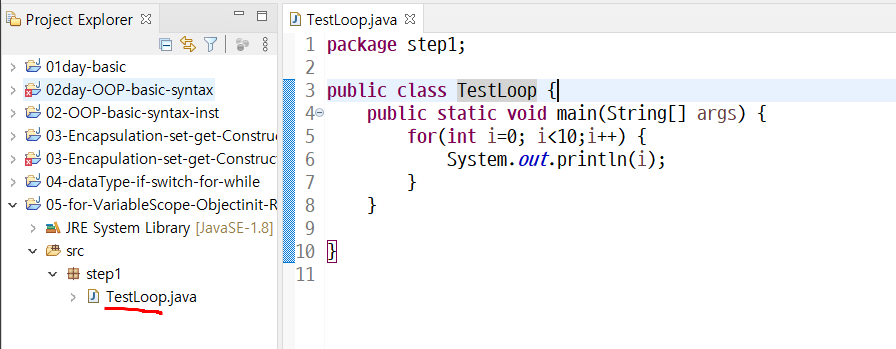 Project Explorer
01day-basic
02day-OOP-basic-syntax
02-OOP-basic-syntax-inst
03-Encapsulation-set-get-Construct
03-Encapulation-set-get-Construct
04-dataType-if-switch-for-while
05-for-VariableScope-Objectinit-R
JRE System Library [JavaSE-1.8]
src
step1
TestLoop.java
TestLoop.java
1 package step1;
2
3 public class TestLoop {
4 public static void main(String[] args) {
5 for(int i=0; i<10;i++) {
6 System.out.println(i);
7 }
8 }
9
10 }
11